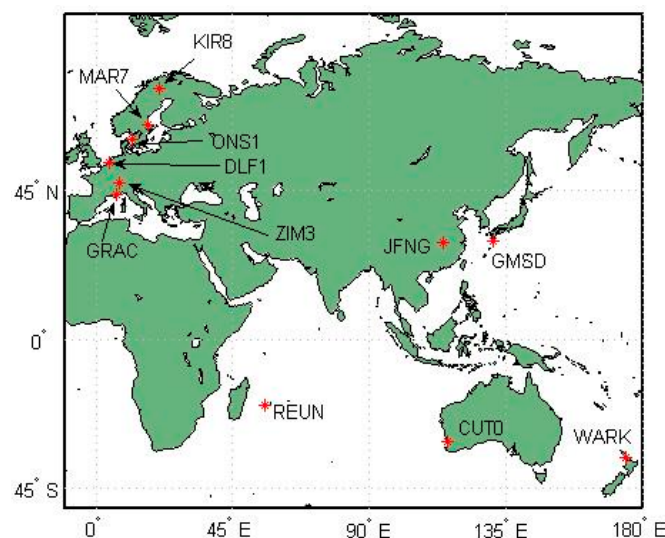 KIR8
MAR7
ONS1
DLF1
45° N
GRAC
ZIM3
JFNG
GMSD
0°
REUN
CUT0
WARK
45° S
0° 45° E 90° E 135° E 180° E